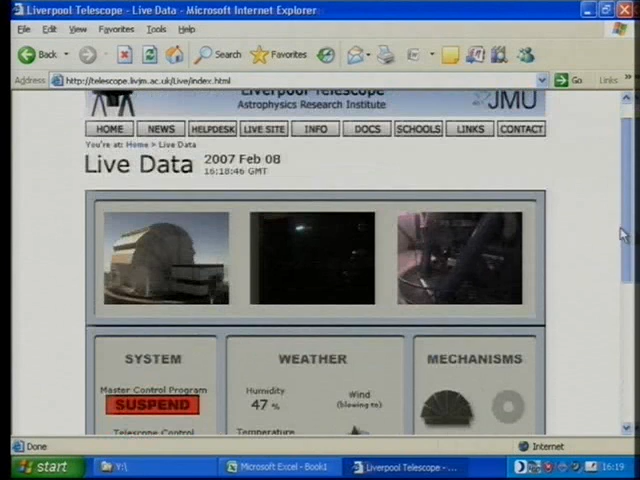 Liverpool Telescope - Live Data - Microsoft Internet Explorer
File Edit View Favorites Tools Help
Back Search Favorites
Address http://telescope.livjm.ac.uk/Live/index.html Go Links »
Liverpool Telescope
Astrophysics Research Institute JMU
HOME NEWS HELPDESK LIVE SITE INFO DOCS SCHOOLS LINKS CONTACT
You're at: Home > Live Data
Live Data 2007 Feb 08
16:18:46 GMT
SYSTEM WEATHER MECHANISMS
Master Control Program
SUSPEND
Humidity
47 %
Wind
(blowing to)
Telescope Control
Temperature
Done Internet
start V:\ Microsoft Excel - Book1 Liverpool Telescope - ... 16:19